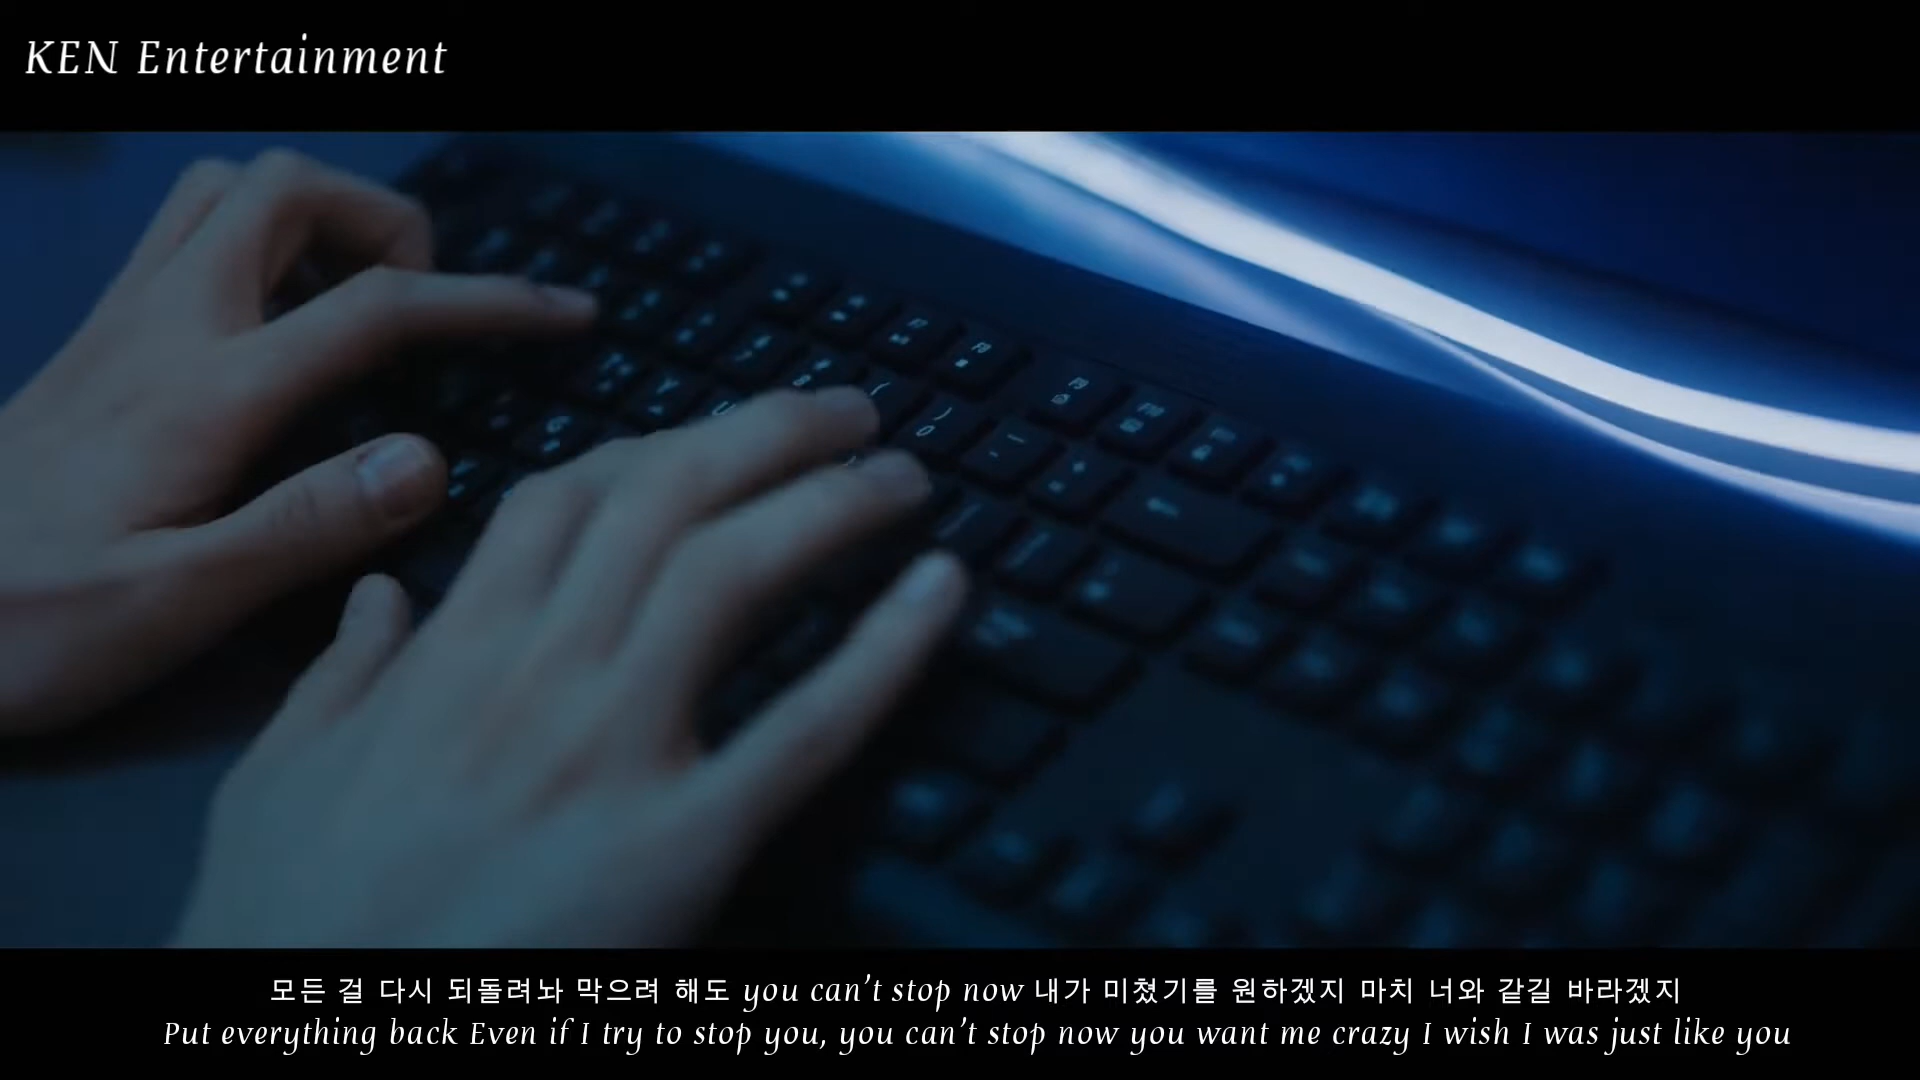 KEN Entertainment
모든 걸 다시 되돌려놔 막으려 해도 you can't stop now 내가 미쳤기를 원하겠지 마치 너와 같길 바라겠지
Put everything back Even if I try to stop you, you can't stop now you want me crazy I wish I was just like you